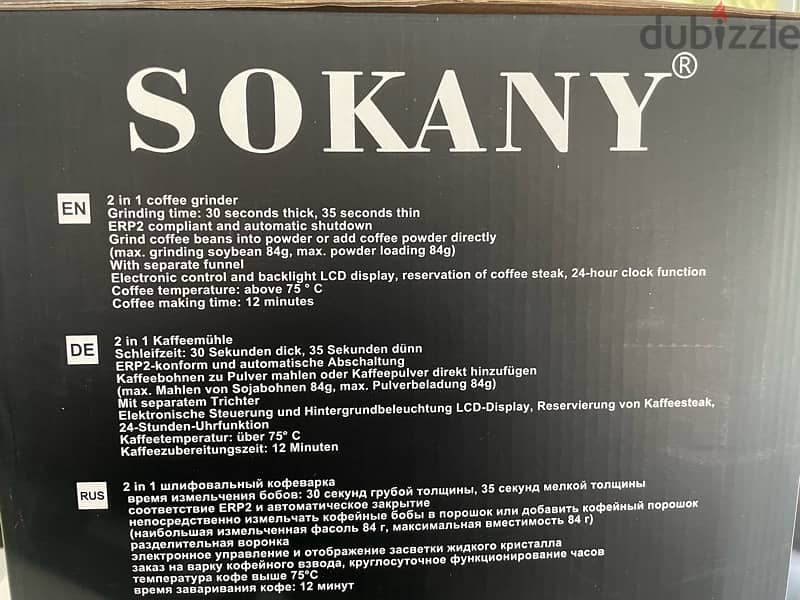 dubizzle
SOKANY®
EN
2 in 1 coffee grinder
Grinding time: 30 seconds thick, 35 seconds thin
ERP2 compliant and automatic shutdown
Grind coffee beans into powder or add coffee powder directly
(max. grinding soybean 84g, max. powder loading 84g)
With separate funnel
Electronic control and backlight LCD display, reservation of coffee steak, 24-hour clock function
Coffee temperature: above 75 ° C
Coffee making time: 12 minutes
DE
2 in 1 Kaffeemühle
Schleifzeit: 30 Sekunden dick, 35 Sekunden dünn
ERP2-konform und automatische Abschaltung
Kaffeebohnen zu Pulver mahlen oder Kaffeepulver direkt hinzufügen
(max. Mahlen von Sojabohnen 84g, max. Pulverbeladung 84g)
Mit separatem Trichter
Elektronische Steuerung und Hintergrundbeleuchtung LCD-Display, Reservierung von Kaffeesteak,
24-Stunden-Uhrfunktion
Kaffeetemperatur: über 75° C
Kaffeezubereitungszeit: 12 Minuten
RUS
2 in 1 шлифовальный кофеварка
время измельчения бобов: 30 секунд грубой толщины, 35 секунд мелкой толщины
соответствие ERP2 и автоматическое закрытие
непосредственно измельчать кофейные бобы в порошок или добавить кофейный порошок
(наибольшая измельченная фасоль 84 г, максимальная вместимость 84 г)
разделительная воронка
электронное управление и отображение засветки жидкого кристалла
заказ на варку кофейного взвода, круглосуточное функционирование часов
температура кофе выше 75°C
время заваривания кофе: 12 минут